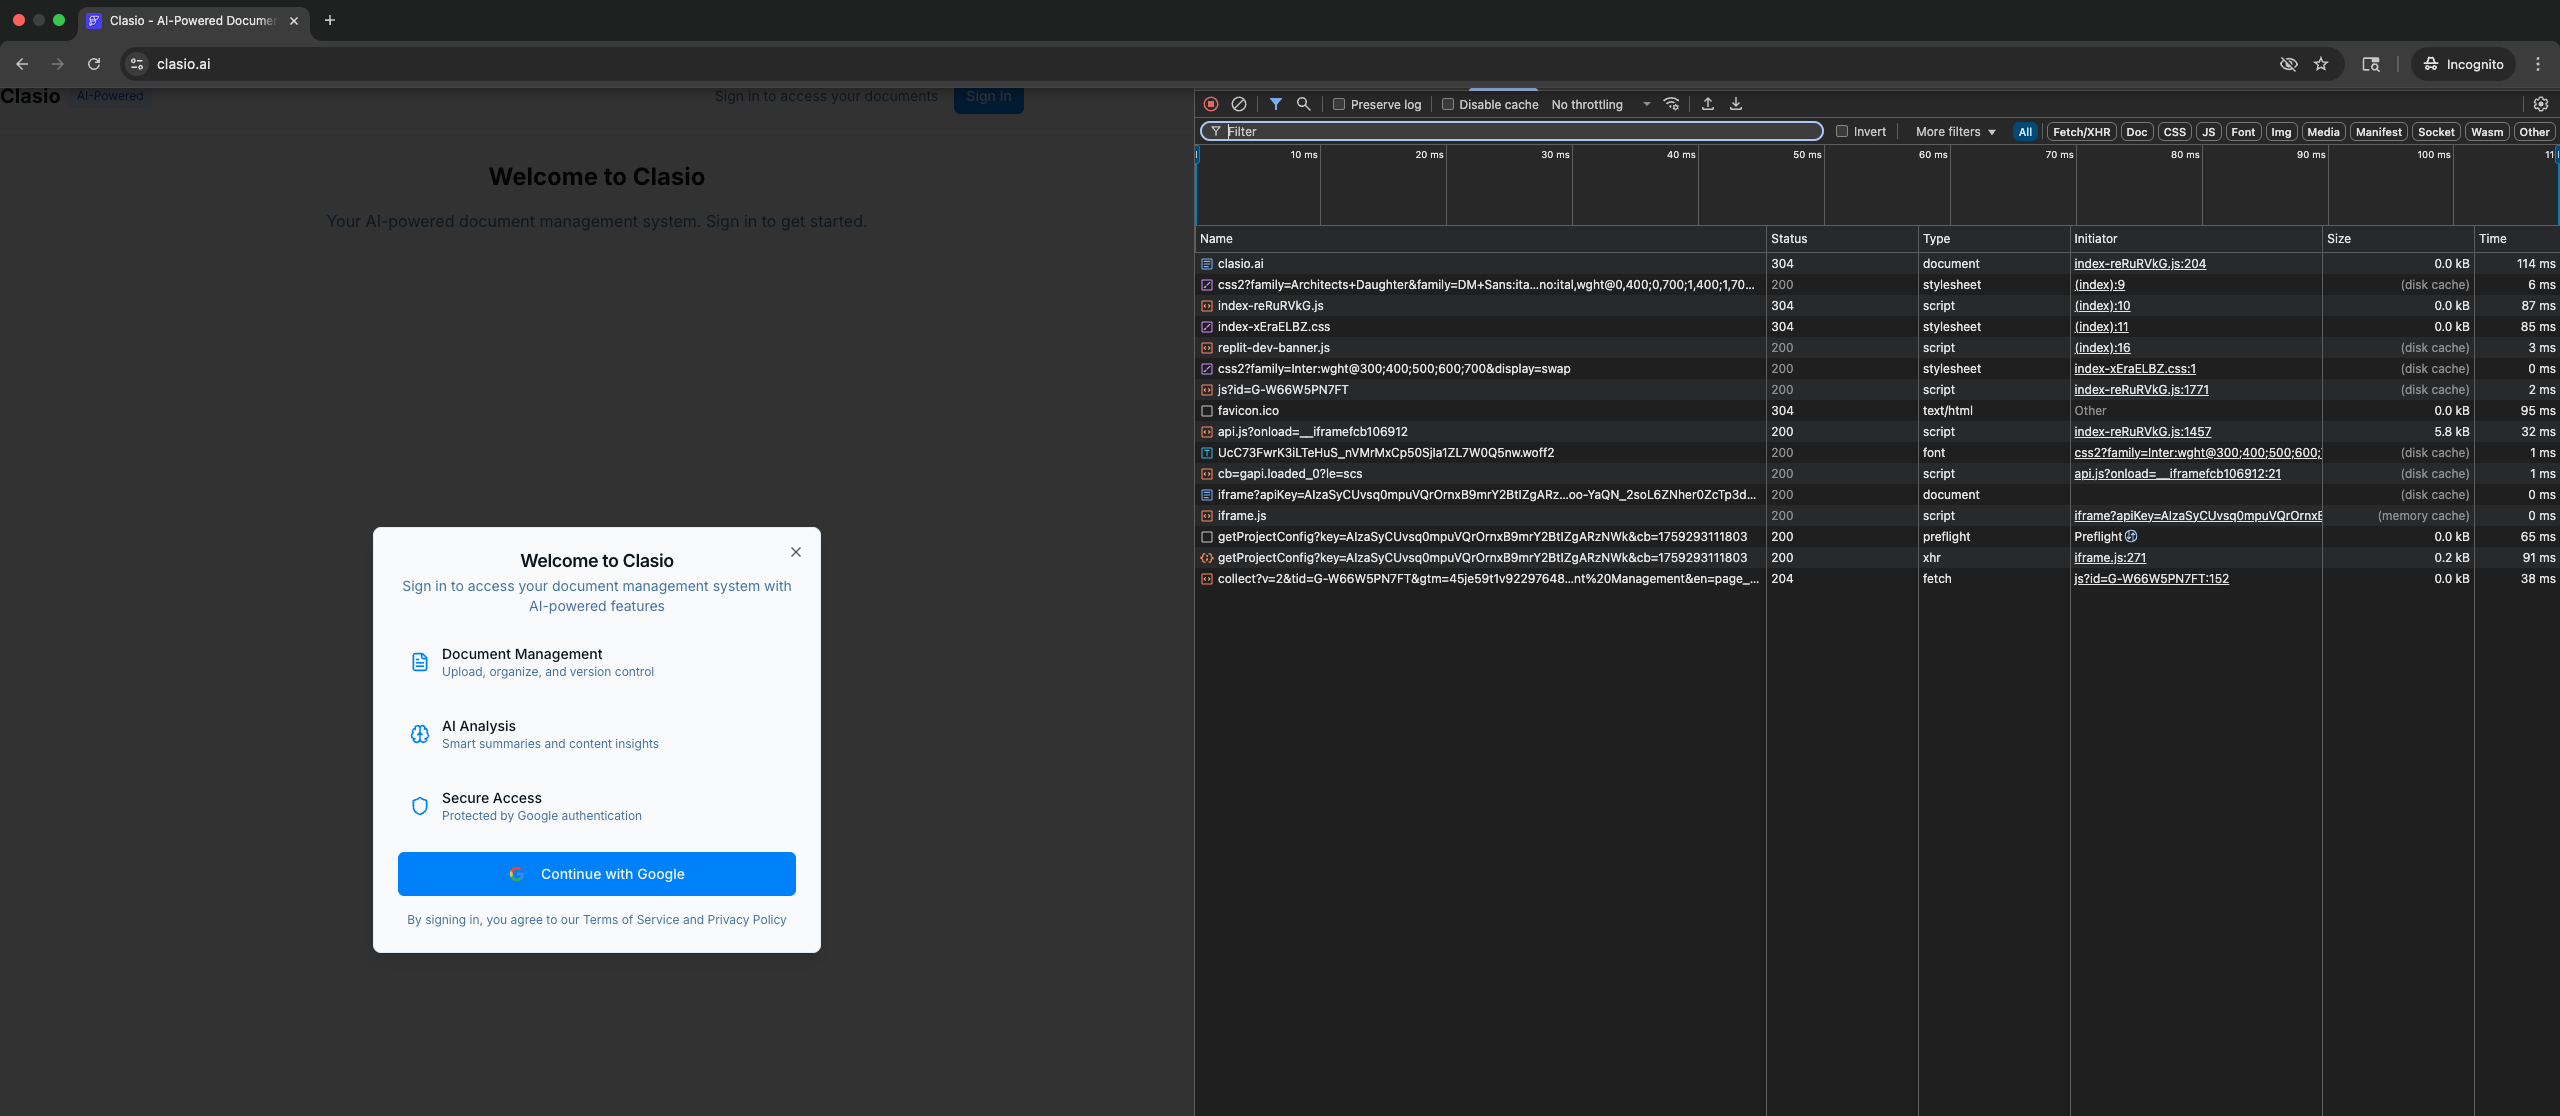 Clasio - AI-Powered Docume
clasio.ai
Incognito
Clasio AI-Powered Sign in to access your documents Sign In
Welcome to Clasio
Your AI-powered document management system. Sign in to get started.
Welcome to Clasio
Sign in to access your document management system with
AI-powered features
Document Management
Upload, organize, and version control
AI Analysis
Smart summaries and content insights
Secure Access
Protected by Google authentication
Continue with Google
By signing in, you agree to our Terms of Service and Privacy Policy
Preserve log Disable cache No throttling
Filter Invert More filters All Fetch/XHR Doc CSS JS Font Img Media Manifest Socket Wasm Other
10 ms 20 ms 30 ms 40 ms 50 ms 60 ms 70 ms 80 ms 90 ms 100 ms 11
Name Status Type Initiator Size Time
clasio.ai 304 document index-reRuRVkG.js:204 0.0 kB 114 ms
css2?family=Architects+Daughter&family=DM+Sans:ita…no:ital,wght@0,400;0,700;1,400;1,70… 200 stylesheet (index):9 (disk cache) 6 ms
index-reRuRVkG.js 304 script (index):10 0.0 kB 87 ms
index-xEraELBZ.css 304 stylesheet (index):11 0.0 kB 85 ms
replit-dev-banner.js 200 script (index):16 (disk cache) 3 ms
css2?family=Inter:wght@300;400;500;600;700&display=swap 200 stylesheet index-xEraELBZ.css:1 (disk cache) 0 ms
js?id=G-W66W5PN7FT 200 script index-reRuRVkG.js:1771 (disk cache) 2 ms
favicon.ico 304 text/html Other 0.0 kB 95 ms
api.js?onload=__iframefcb106912 200 script index-reRuRVkG.js:1457 5.8 kB 32 ms
UcC73FwrK3iLTeHuS_nVMrMxCp50SjIa1ZL7W0Q5nw.woff2 200 font css2?family=Inter:wght@300;400;500;600; (disk cache) 1 ms
cb=gapi.loaded_0?le=scs 200 script api.js?onload=__iframefcb106912:21 (disk cache) 1 ms
iframe?apiKey=AIzaSyCUvsq0mpuVQrOrnxB9mrY2BtIZgARz…oo-YaQN_2soL6ZNher0ZcTp3d… 200 document (disk cache) 0 ms
iframe.js 200 script iframe?apiKey=AIzaSyCUvsq0mpuVQrOrnxB (memory cache) 0 ms
getProjectConfig?key=AIzaSyCUvsq0mpuVQrOrnxB9mrY2BtIZgARzNWk&cb=1759293111803 200 preflight Preflight 0.0 kB 65 ms
getProjectConfig?key=AIzaSyCUvsq0mpuVQrOrnxB9mrY2BtIZgARzNWk&cb=1759293111803 200 xhr iframe.js:271 0.2 kB 91 ms
collect?v=2&tid=G-W66W5PN7FT&gtm=45je59t1v92297648…nt%20Management&en=page_… 204 fetch js?id=G-W66W5PN7FT:152 0.0 kB 38 ms